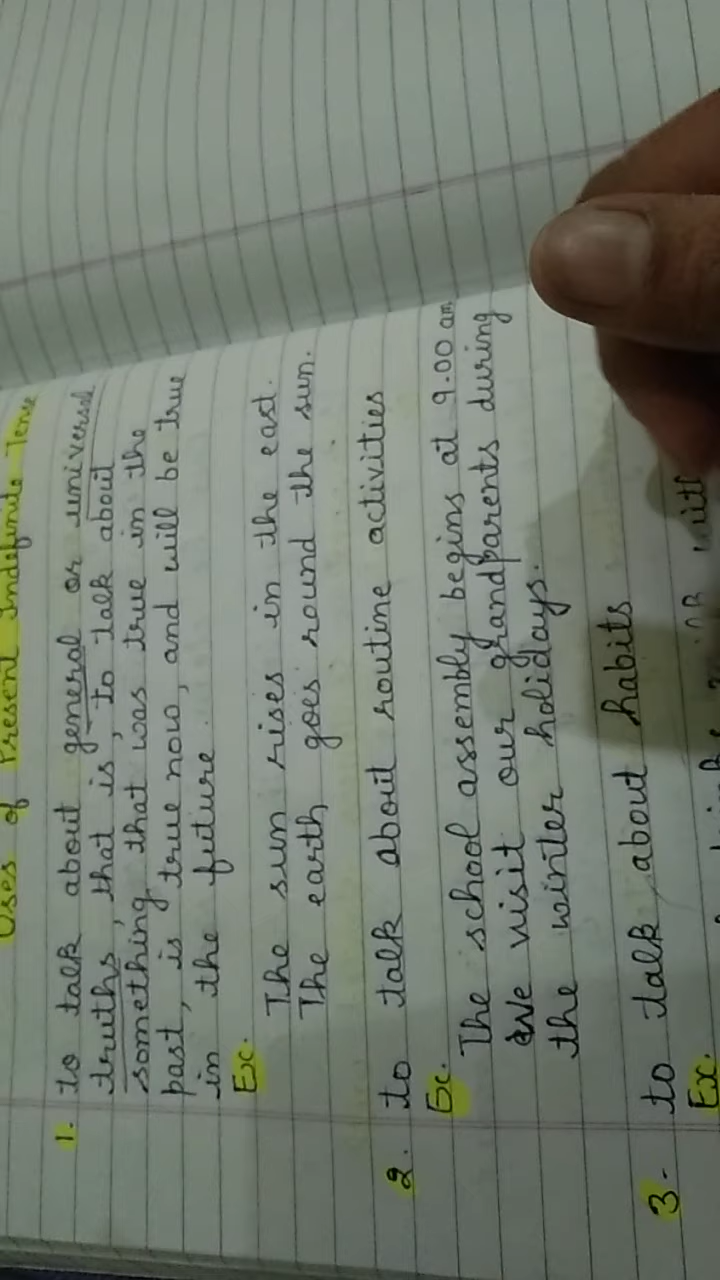 Uses of Present Indefinite Tense
1. to talk about general or universal
truths, that is, to talk about
something that was true in the
past, is true now, and will be true
in the future.
Ex.
The sun rises in the east.
The earth goes round the sun.
2. to talk about routine activities
Ex.
The school assembly begins at 9.00 am
We visit our grandparents during
the winter holidays.
3. to talk about habits
Ex.